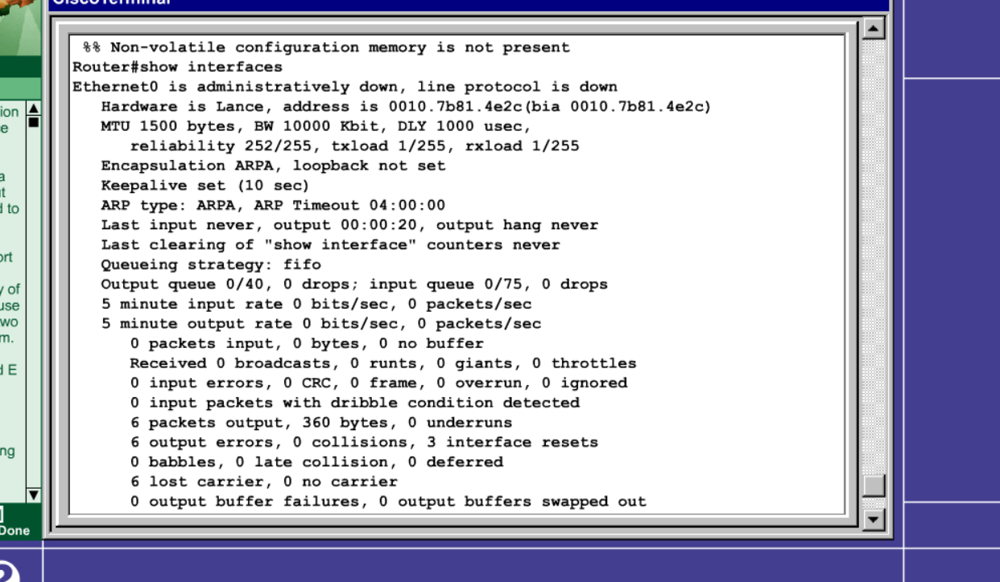 CiscoTerminal
%% Non-volatile configuration memory is not present
Router#show interfaces
Ethernet0 is administratively down, line protocol is down
Hardware is Lance, address is 0010.7b81.4e2c(bia 0010.7b81.4e2c)
MTU 1500 bytes, BW 10000 Kbit, DLY 1000 usec,
reliability 252/255, txload 1/255, rxload 1/255
Encapsulation ARPA, loopback not set
Keepalive set (10 sec)
ARP type: ARPA, ARP Timeout 04:00:00
Last input never, output 00:00:20, output hang never
Last clearing of "show interface" counters never
Queueing strategy: fifo
Output queue 0/40, 0 drops; input queue 0/75, 0 drops
5 minute input rate 0 bits/sec, 0 packets/sec
5 minute output rate 0 bits/sec, 0 packets/sec
0 packets input, 0 bytes, 0 no buffer
Received 0 broadcasts, 0 runts, 0 giants, 0 throttles
0 input errors, 0 CRC, 0 frame, 0 overrun, 0 ignored
0 input packets with dribble condition detected
6 packets output, 360 bytes, 0 underruns
6 output errors, 0 collisions, 3 interface resets
0 babbles, 0 late collision, 0 deferred
6 lost carrier, 0 no carrier
0 output buffer failures, 0 output buffers swapped out
to
of
E
Done